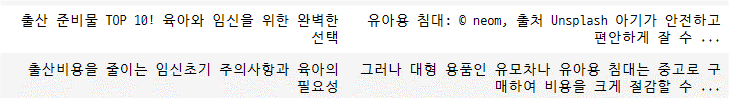 출산 준비물 TOP 10! 육아와 임신을 위한 완벽한
선택
유아용 침대: © neom, 출처 Unsplash 아기가 안전하고
편안하게 잘 수 ...
출산비용을 줄이는 임신초기 주의사항과 육아의
필요성
그러나 대형 용품인 유모차나 유아용 침대는 중고로 구
매하여 비용을 크게 절감할 수 ...